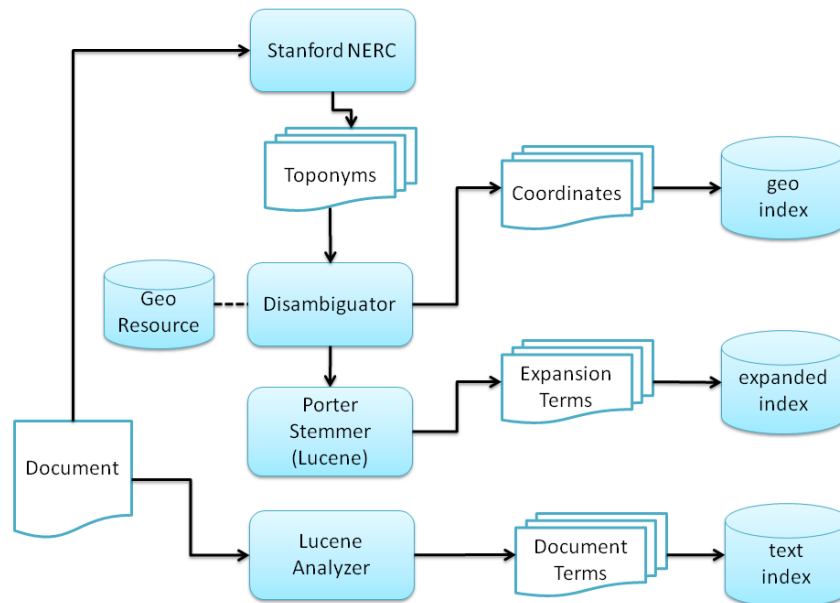 Stanford NERC
Toponyms
Coordinates
geo
index
Geo
Resource
Disambiguator
Expansion
Terms
expanded
index
Porter
Stemmer
(Lucene)
Document
Lucene
Analyzer
Document
Terms
text
index